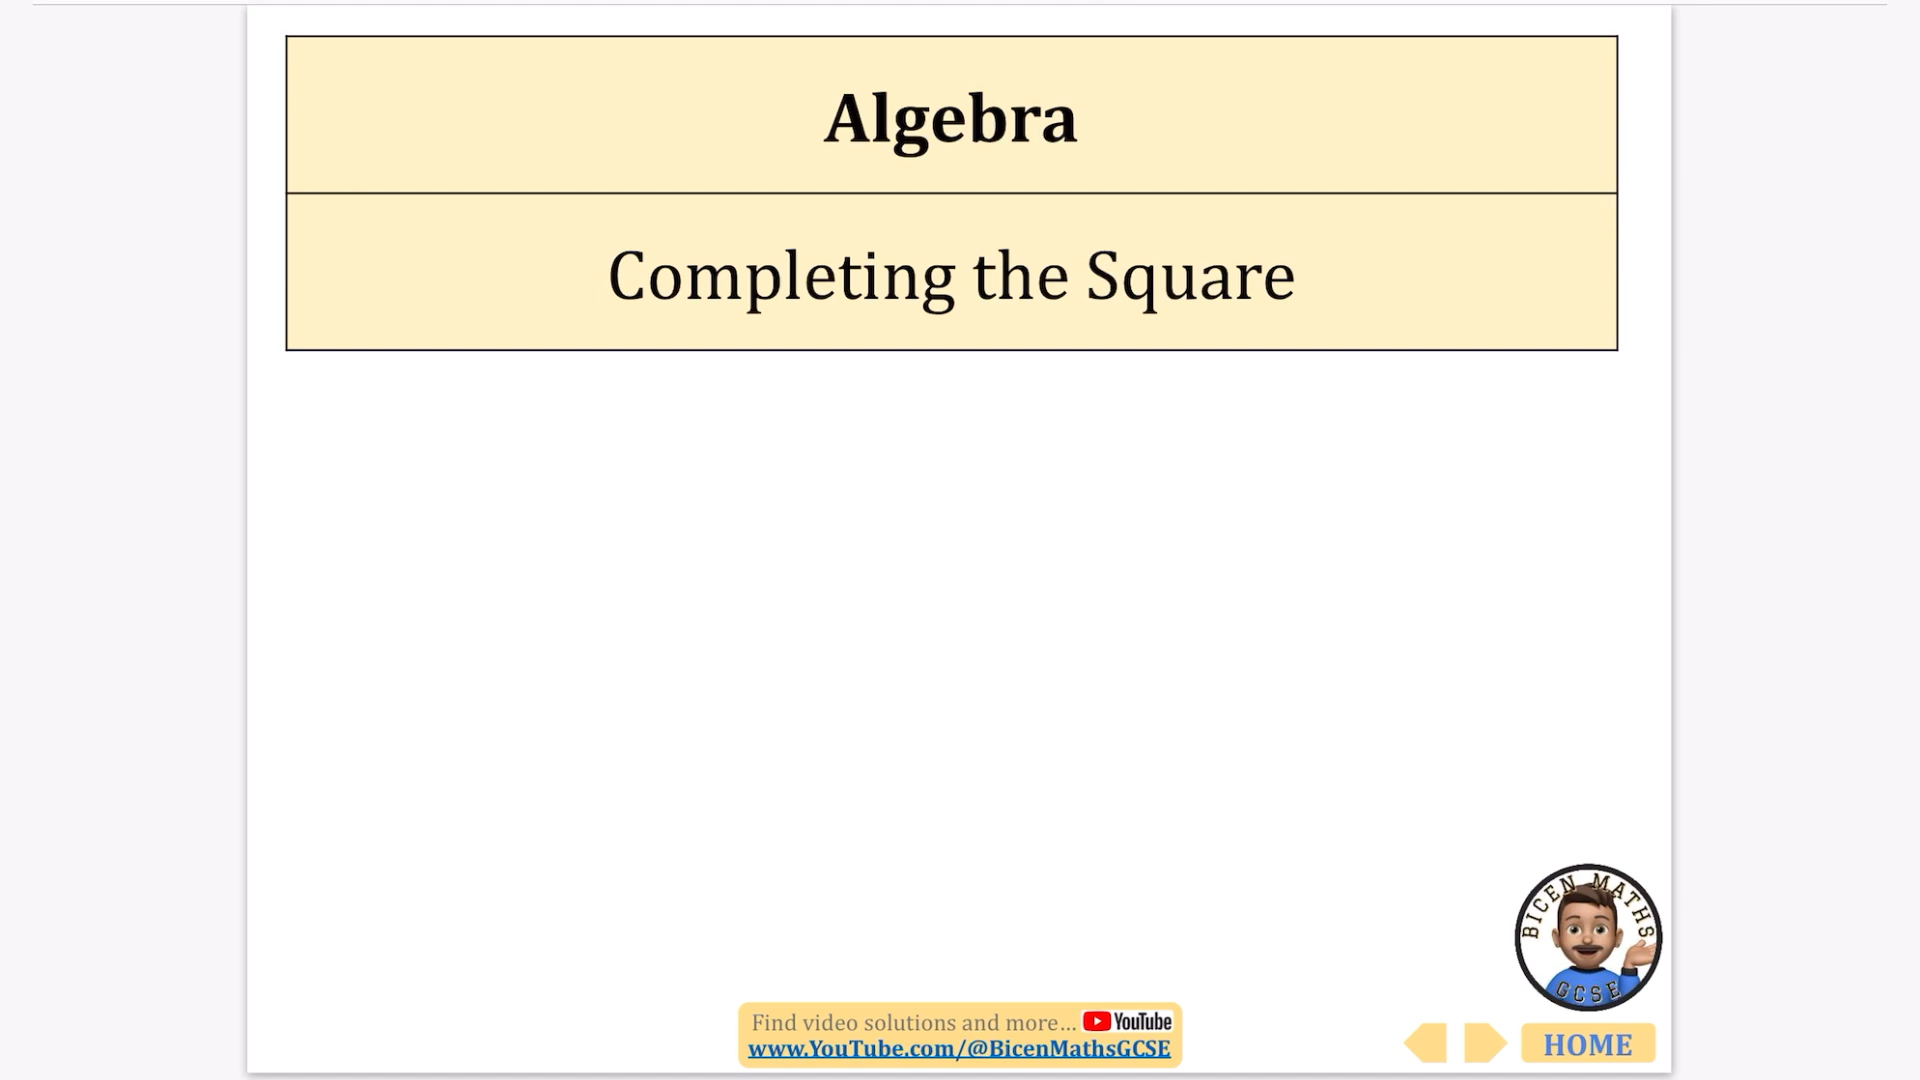 Algebra
Completing the Square
BICEN MATHS
GCSE
Find video solutions and more... YouTube
www.YouTube.com/@BicenMathsGCSE
HOME